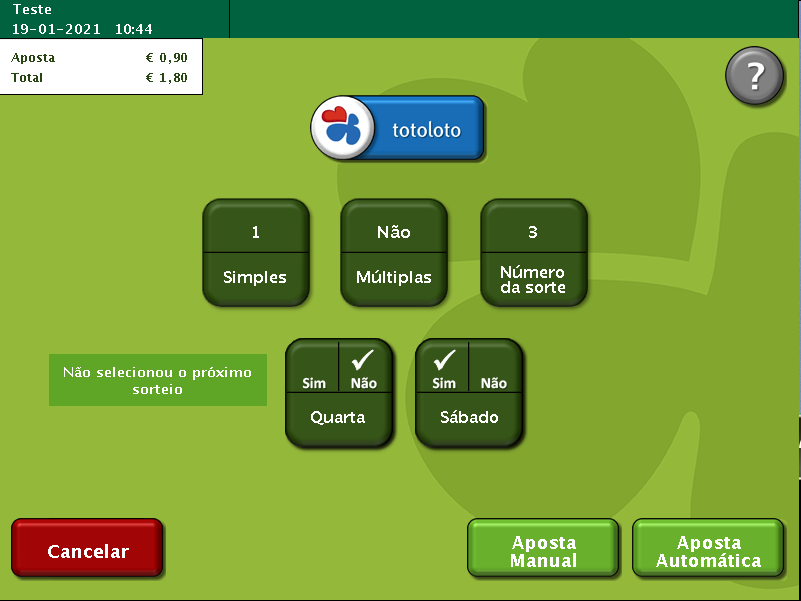 Teste
19-01-2021 10:44
Aposta € 0,90
Total € 1,80
?
totoloto
1
Simples
Não
Múltiplas
3
Número
da sorte
Não selecionou o próximo
sorteio
Sim Não
Quarta
Sim Não
Sábado
Cancelar
Aposta
Manual
Aposta
Automática